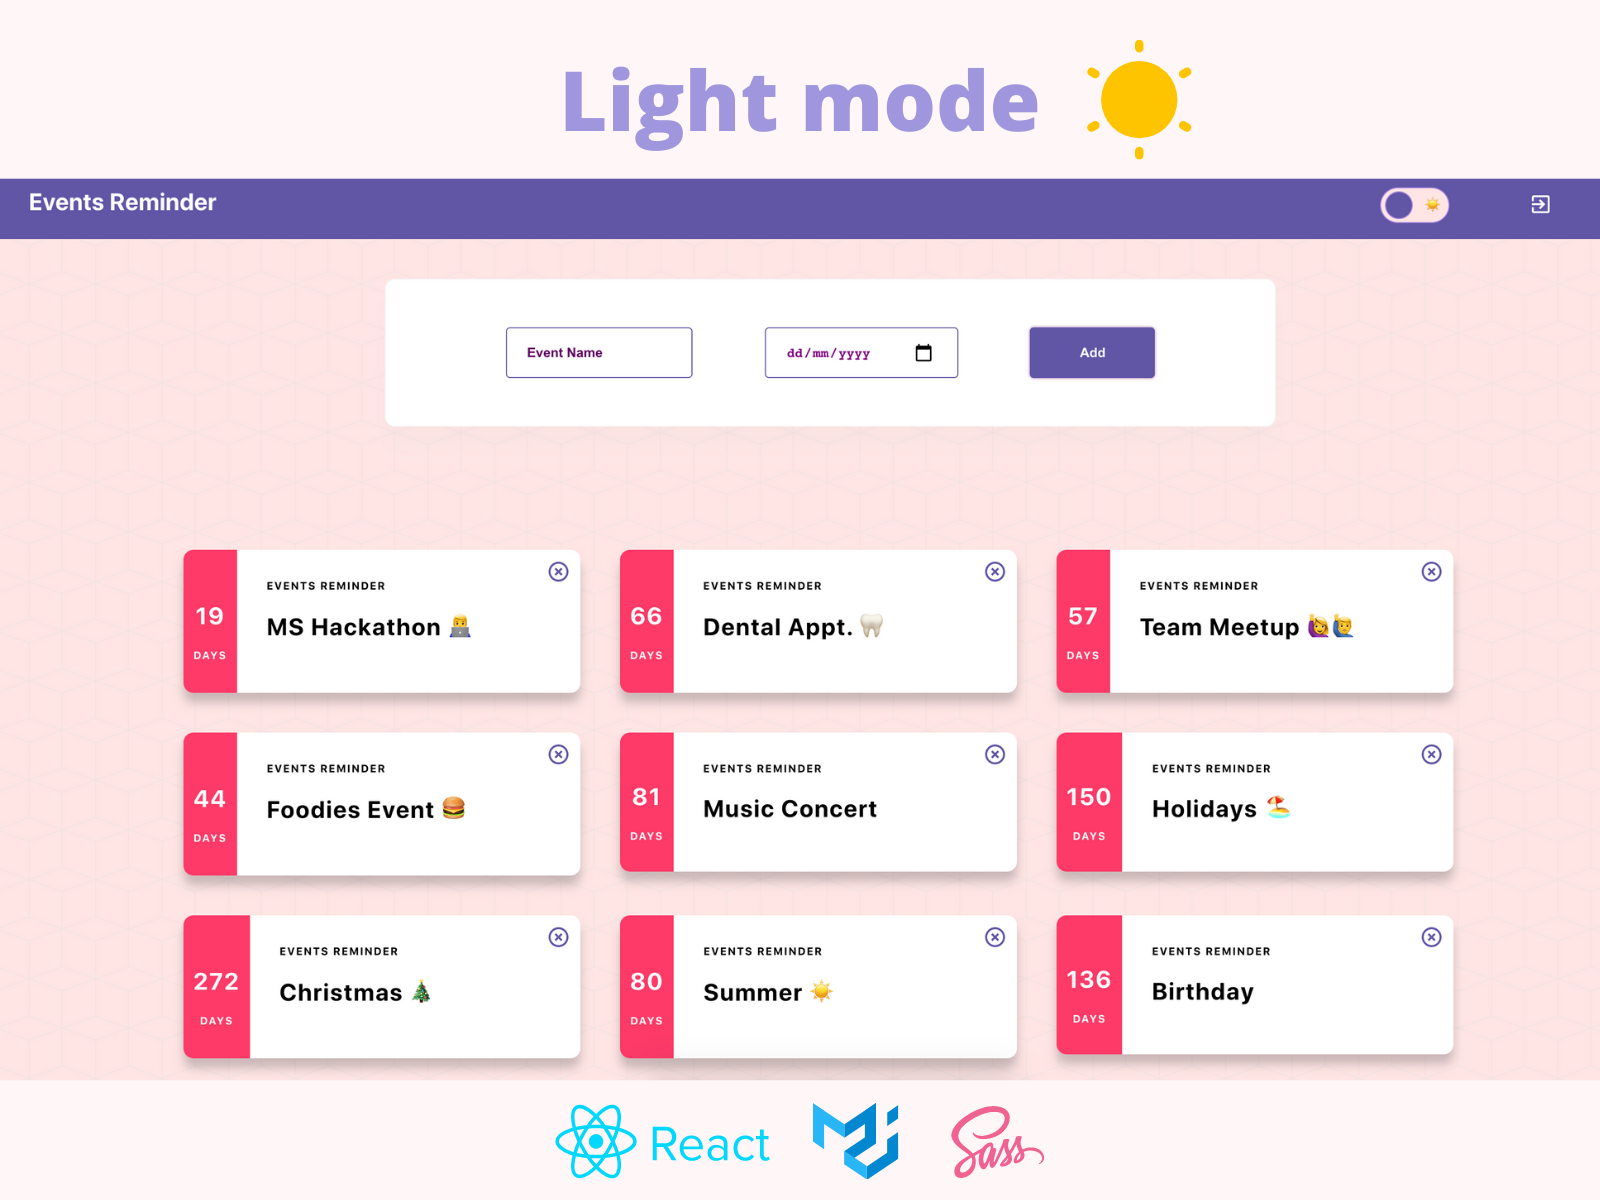 Light mode
Events Reminder
Event Name
dd/mm/yyyy
Add
19
DAYS
EVENTS REMINDER
MS Hackathon 👩‍💻
66
DAYS
EVENTS REMINDER
Dental Appt. 🦷
57
DAYS
EVENTS REMINDER
Team Meetup 🙋‍♀️🙋‍♂️
44
DAYS
EVENTS REMINDER
Foodies Event 🍔
81
DAYS
EVENTS REMINDER
Music Concert
150
DAYS
EVENTS REMINDER
Holidays 🏖️
272
DAYS
EVENTS REMINDER
Christmas 🎄
80
DAYS
EVENTS REMINDER
Summer ☀️
136
DAYS
EVENTS REMINDER
Birthday
React
Sass